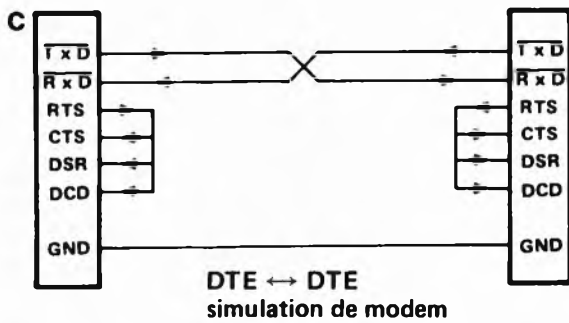 C
TxD TxD
RxD RxD
RTS RTS
CTS CTS
DSR DSR
DCD DCD
GND GND
DTE ↔ DTE
simulation de modem